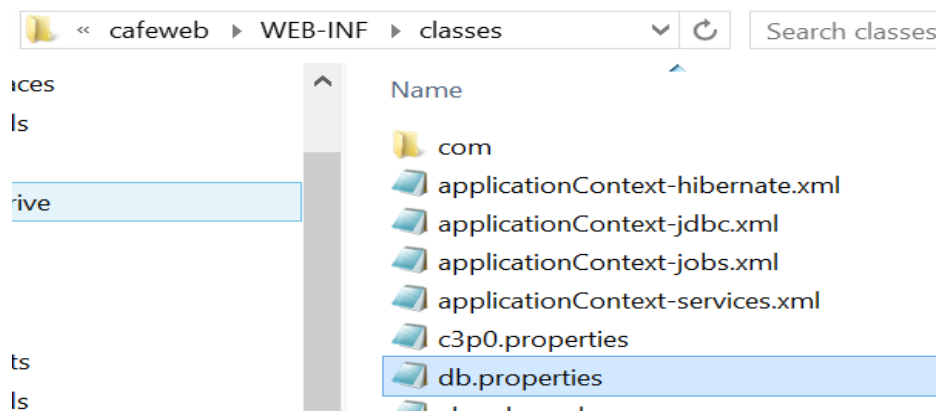 « cafeweb WEB-INF classes
Search classes
aces
ls
rive
ts
ls
Name
com
applicationContext-hibernate.xml
applicationContext-jdbc.xml
applicationContext-jobs.xml
applicationContext-services.xml
c3p0.properties
db.properties